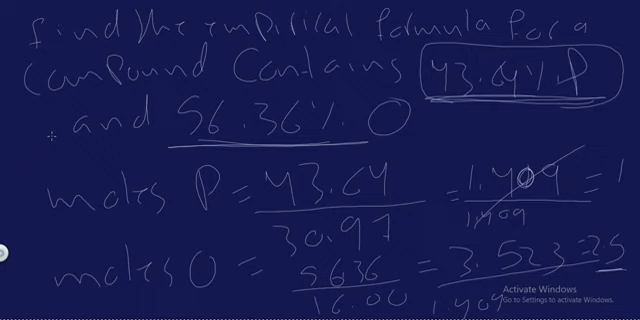 find the empirical formula for a
Compound Contains 43.64% P
and 56.36% O
moles P = 43.64 / 30.97 = 1.409 / 1.409 = 1
moles O = 56.36 / 16.00 = 3.523 / 1.409 = 2.5
Activate Windows
Go to Settings to activate Windows.